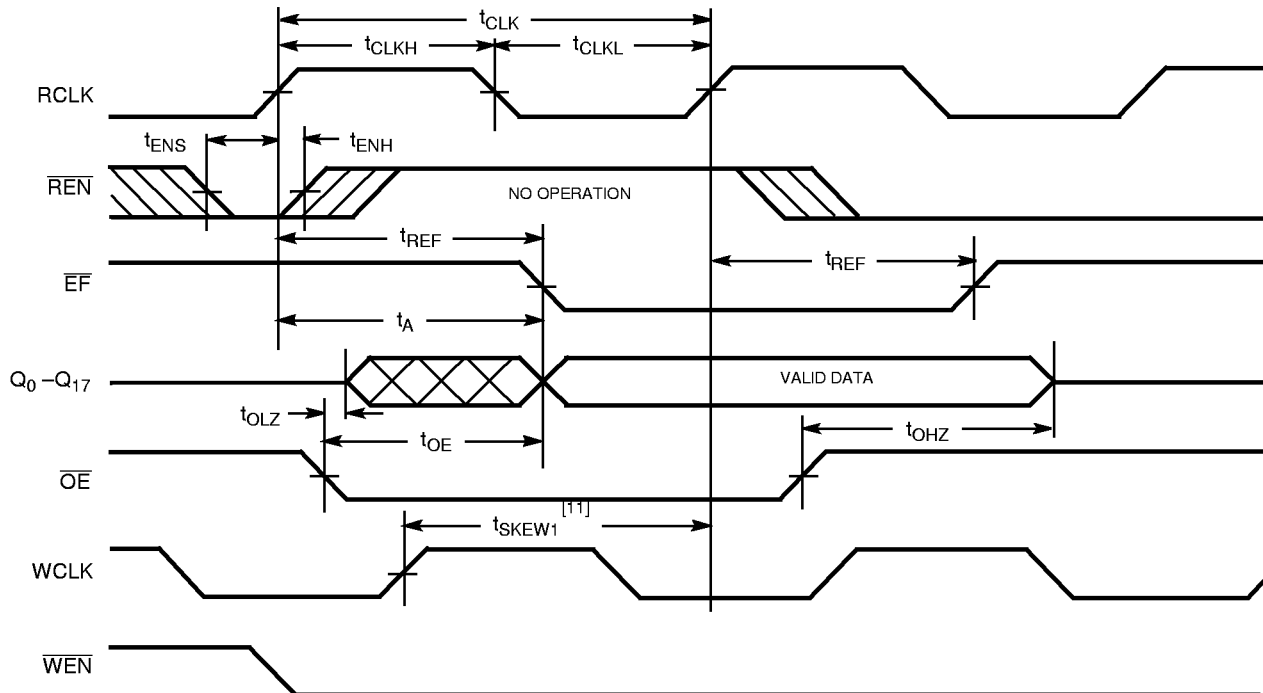 tCLK
tCLKH
tCLKL
RCLK
tENS
tENH
REN
NO OPERATION
tREF
tREF
EF
tA
Q0 –Q17
VALID DATA
tOLZ
tOE
tOHZ
OE
[11]
tSKEW1
WCLK
WEN